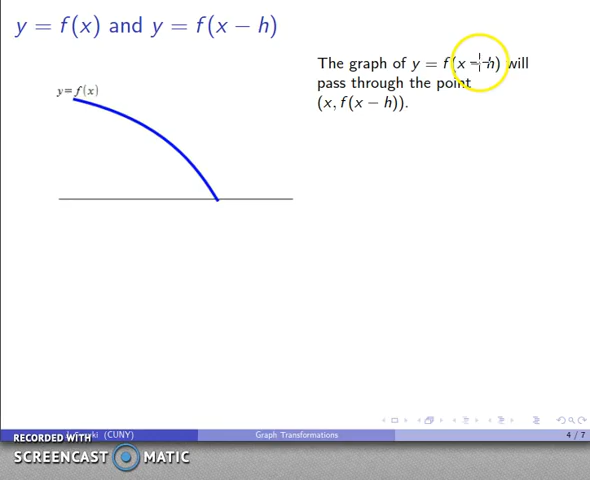 y = f(x) and y = f(x − h)
The graph of y = f(x − h) will
pass through the point
(x, f(x − h)).
y=f(x)
(CUNY)
Graph Transformations
4 / 7
RECORDED WITH
SCREENCAST MATIC